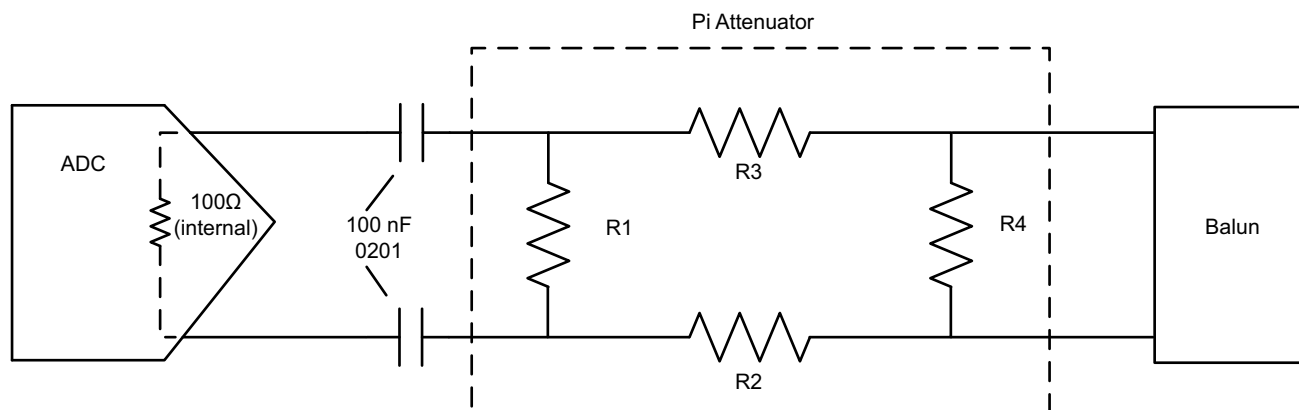 Pi Attenuator
ADC
100Ω
(internal)
100 nF
0201
R1
R3
R2
R4
Balun